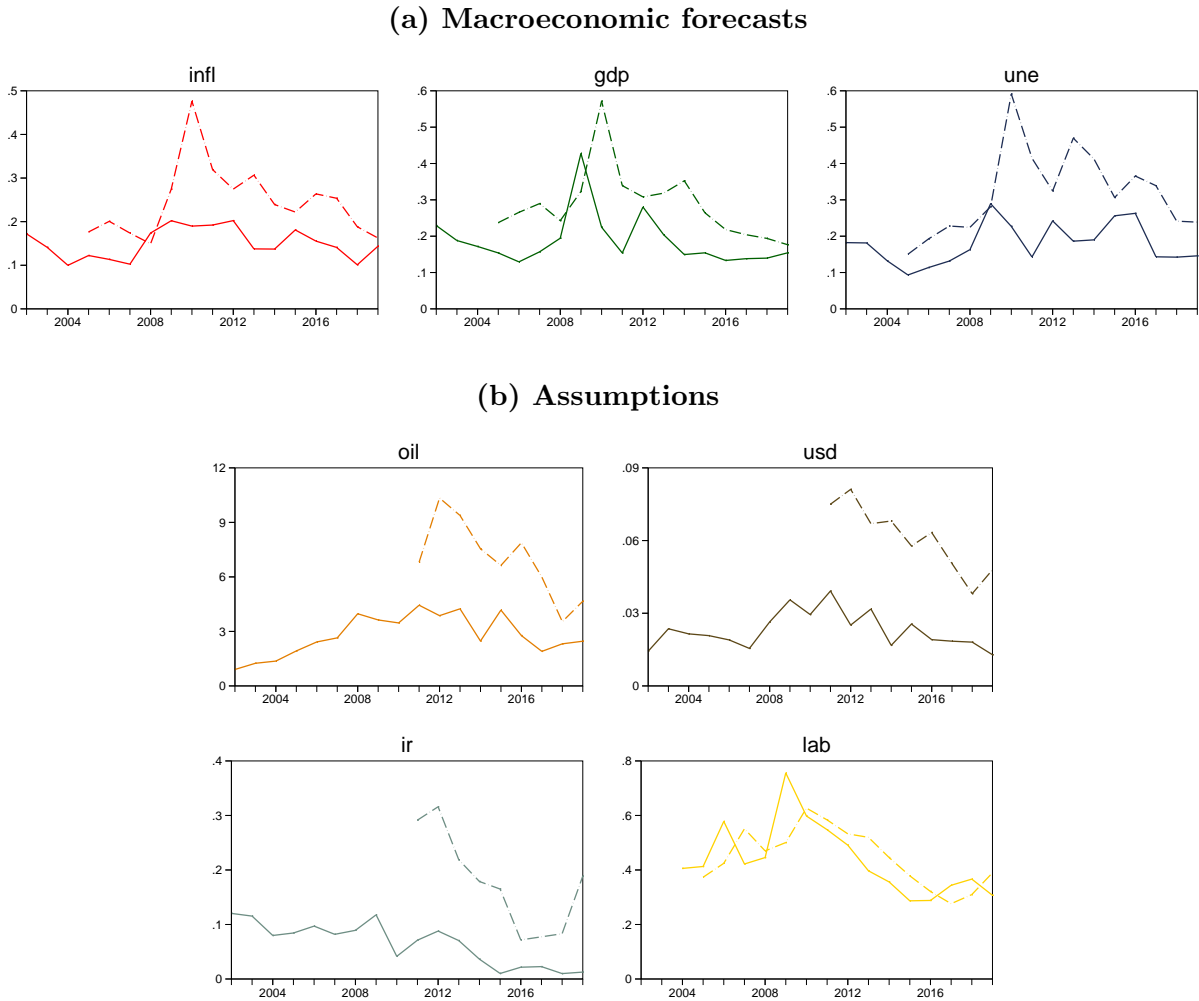 (a) Macroeconomic forecasts
infl gdp une
.5 .4 .3 .2 .1 0
2004 2008 2012 2016
.6 .5 .4 .3 .2 .1 0
2004 2008 2012 2016
.6 .5 .4 .3 .2 .1 0
2004 2008 2012 2016
(b) Assumptions
oil usd
12 9 6 3 0
2004 2008 2012 2016
.09 .06 .03 0
2004 2008 2012 2016
ir lab
.4 .3 .2 .1 0
2004 2008 2012 2016
.8 .6 .4 .2 0
2004 2008 2012 2016